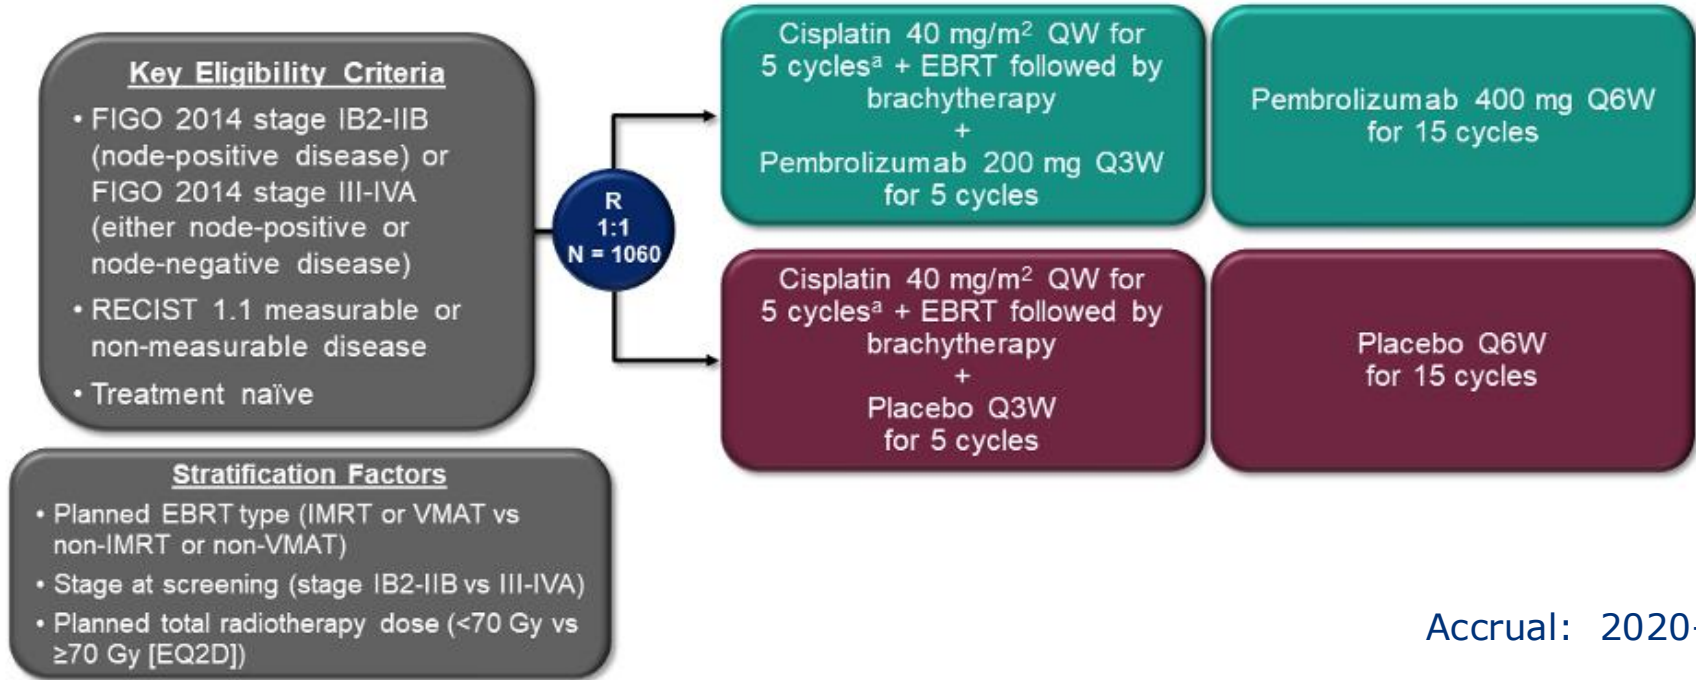 Key Eligibility Criteria
• FIGO 2014 stage IB2-IIB
(node-positive disease) or
FIGO 2014 stage III-IVA
(either node-positive or
node-negative disease)
• RECIST 1.1 measurable or
non-measurable disease
• Treatment naïve
Stratification Factors
• Planned EBRT type (IMRT or VMAT vs
non-IMRT or non-VMAT)
• Stage at screening (stage IB2-IIB vs III-IVA)
• Planned total radiotherapy dose (<70 Gy vs
≥70 Gy [EQ2D])
R
1:1
N = 1060
Cisplatin 40 mg/m² QW for
5 cyclesᵃ + EBRT followed by
brachytherapy
+
Pembrolizumab 200 mg Q3W
for 5 cycles
Pembrolizumab 400 mg Q6W
for 15 cycles
Cisplatin 40 mg/m² QW for
5 cyclesᵃ + EBRT followed by
brachytherapy
+
Placebo Q3W
for 5 cycles
Placebo Q6W
for 15 cycles
Accrual: 2020-